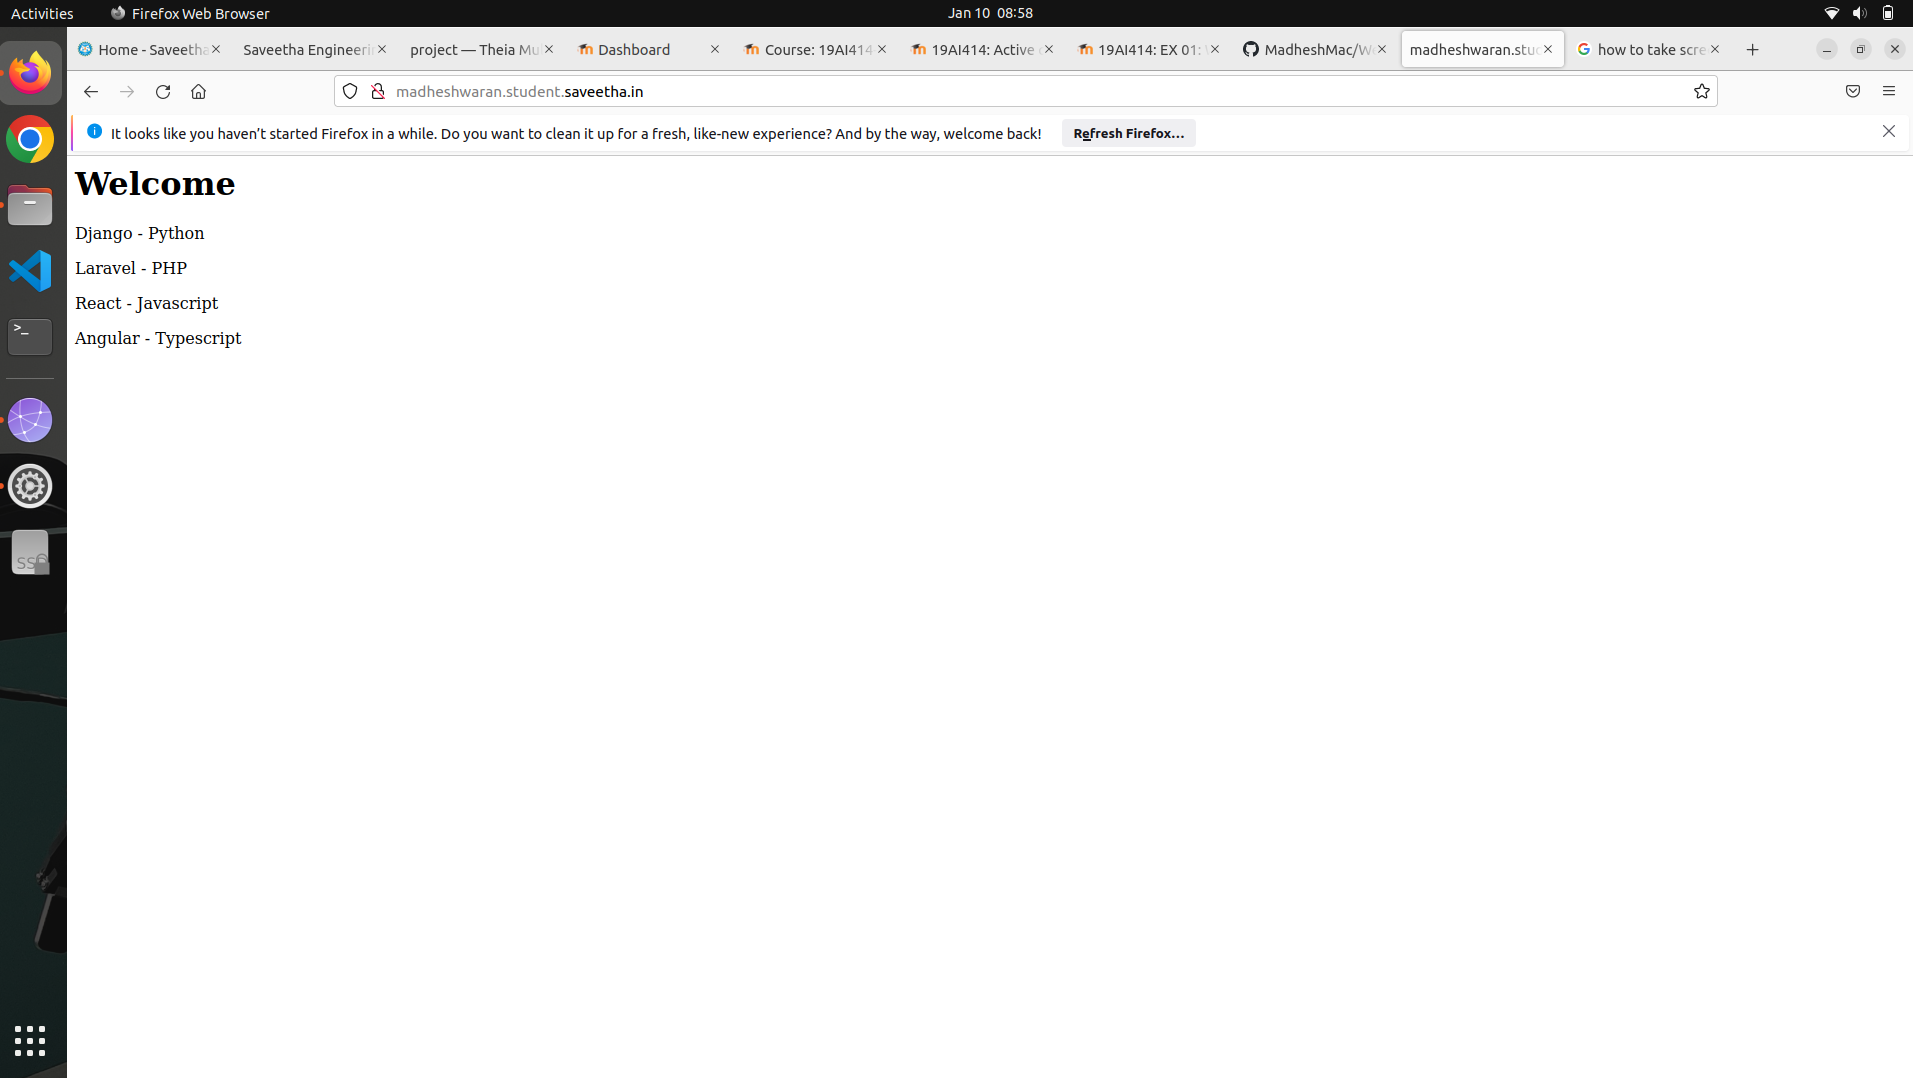 Activities
Firefox Web Browser
Jan 10 08:58
Home - Saveetha
Saveetha Engineerin
project — Theia Mu
Dashboard
Course: 19AI414
19AI414: Active
19AI414: EX 01:
MadheshMac/We
madheshwaran.stud
how to take scre
madheshwaran.student.saveetha.in
It looks like you haven’t started Firefox in a while. Do you want to clean it up for a fresh, like-new experience? And by the way, welcome back!
Refresh Firefox...
Welcome
Django - Python
Laravel - PHP
React - Javascript
Angular - Typescript
>_